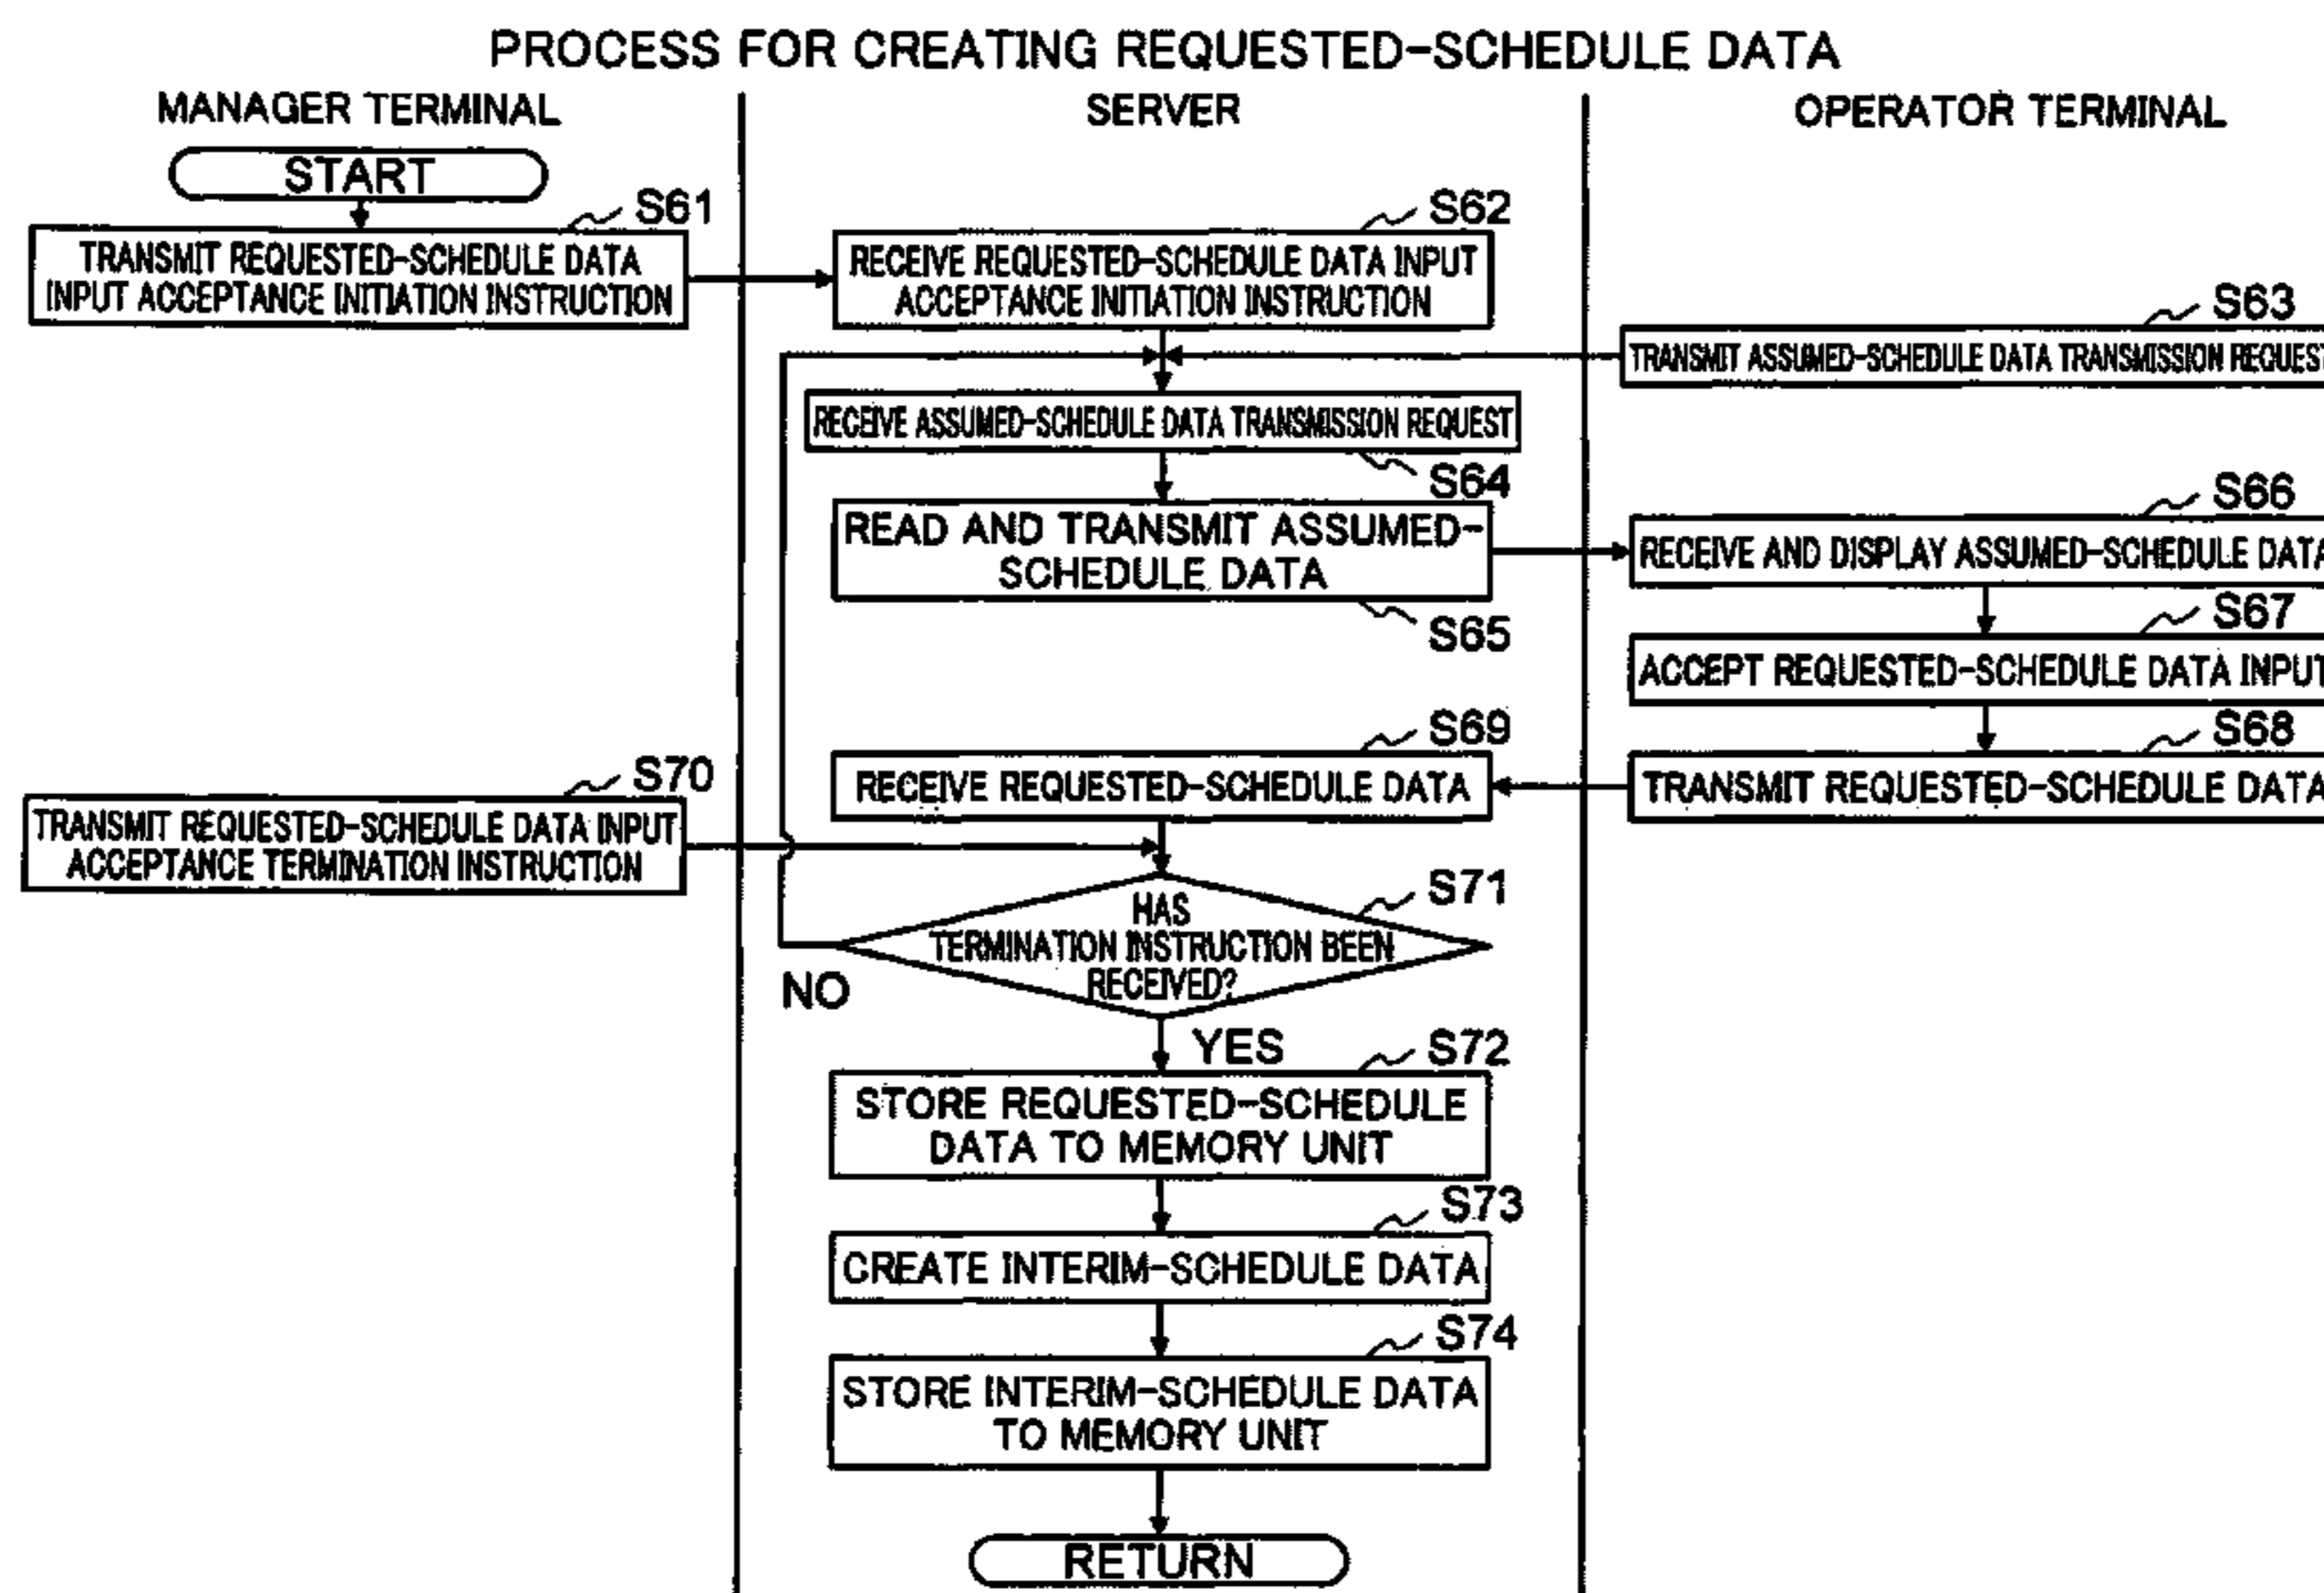 PROCESS FOR CREATING REQUESTED-SCHEDULE DATA
MANAGER TERMINAL
SERVER
OPERATOR TERMINAL
START
S61
TRANSMIT REQUESTED-SCHEDULE DATA
INPUT ACCEPTANCE INITIATION INSTRUCTION
S62
RECEIVE REQUESTED-SCHEDULE DATA INPUT
ACCEPTANCE INITIATION INSTRUCTION
S63
TRANSMIT ASSUMED-SCHEDULE DATA TRANSMISSION REQUEST
RECEIVE ASSUMED-SCHEDULE DATA TRANSMISSION REQUEST
S64
READ AND TRANSMIT ASSUMED-
SCHEDULE DATA
S65
S66
RECEIVE AND DISPLAY ASSUMED-SCHEDULE DATA
S67
ACCEPT REQUESTED-SCHEDULE DATA INPUT
S68
TRANSMIT REQUESTED-SCHEDULE DATA
S69
RECEIVE REQUESTED-SCHEDULE DATA
S70
TRANSMIT REQUESTED-SCHEDULE DATA INPUT
ACCEPTANCE TERMINATION INSTRUCTION
S71
HAS
TERMINATION INSTRUCTION BEEN
RECEIVED?
NO
YES
S72
STORE REQUESTED-SCHEDULE
DATA TO MEMORY UNIT
S73
CREATE INTERIM-SCHEDULE DATA
S74
STORE INTERIM-SCHEDULE DATA
TO MEMORY UNIT
RETURN